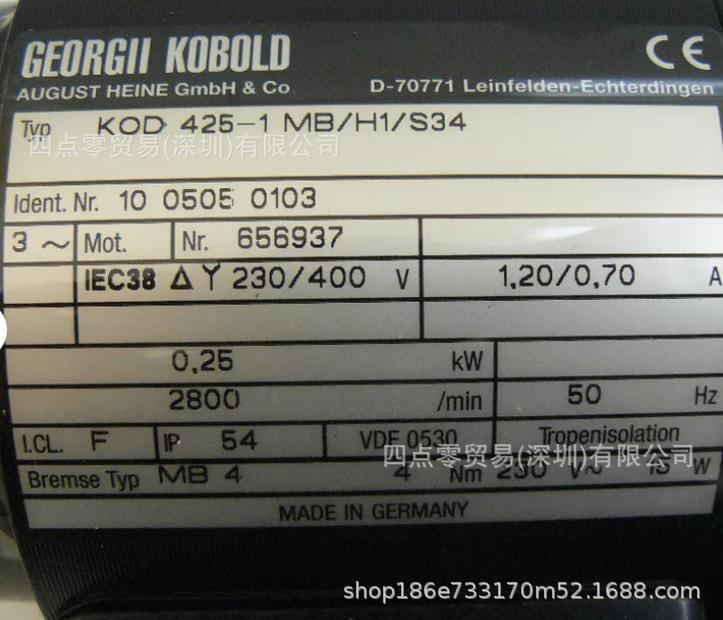 GEORGII KOBOLD CE
AUGUST HEINE GmbH & Co D-70771 Leinfelden-Echterdingen
Typ KOD 425-1 MB/H1/S34
四点零贸易(深圳)有限公司
Ident. Nr. 10 0505 0103
3 ~ Mot. Nr. 656937
IEC38 Δ Y 230/400 V 1,20/0,70 A
0,25 kW
2800 /min 50 Hz
I.CL. F IP 54 VDE 0530 Tropenisolation
四点零贸易(深圳)有限公司
Bremse Typ MB 4 4 Nm 230 V~ 15 W
MADE IN GERMANY
shop186e733170m52.1688.com